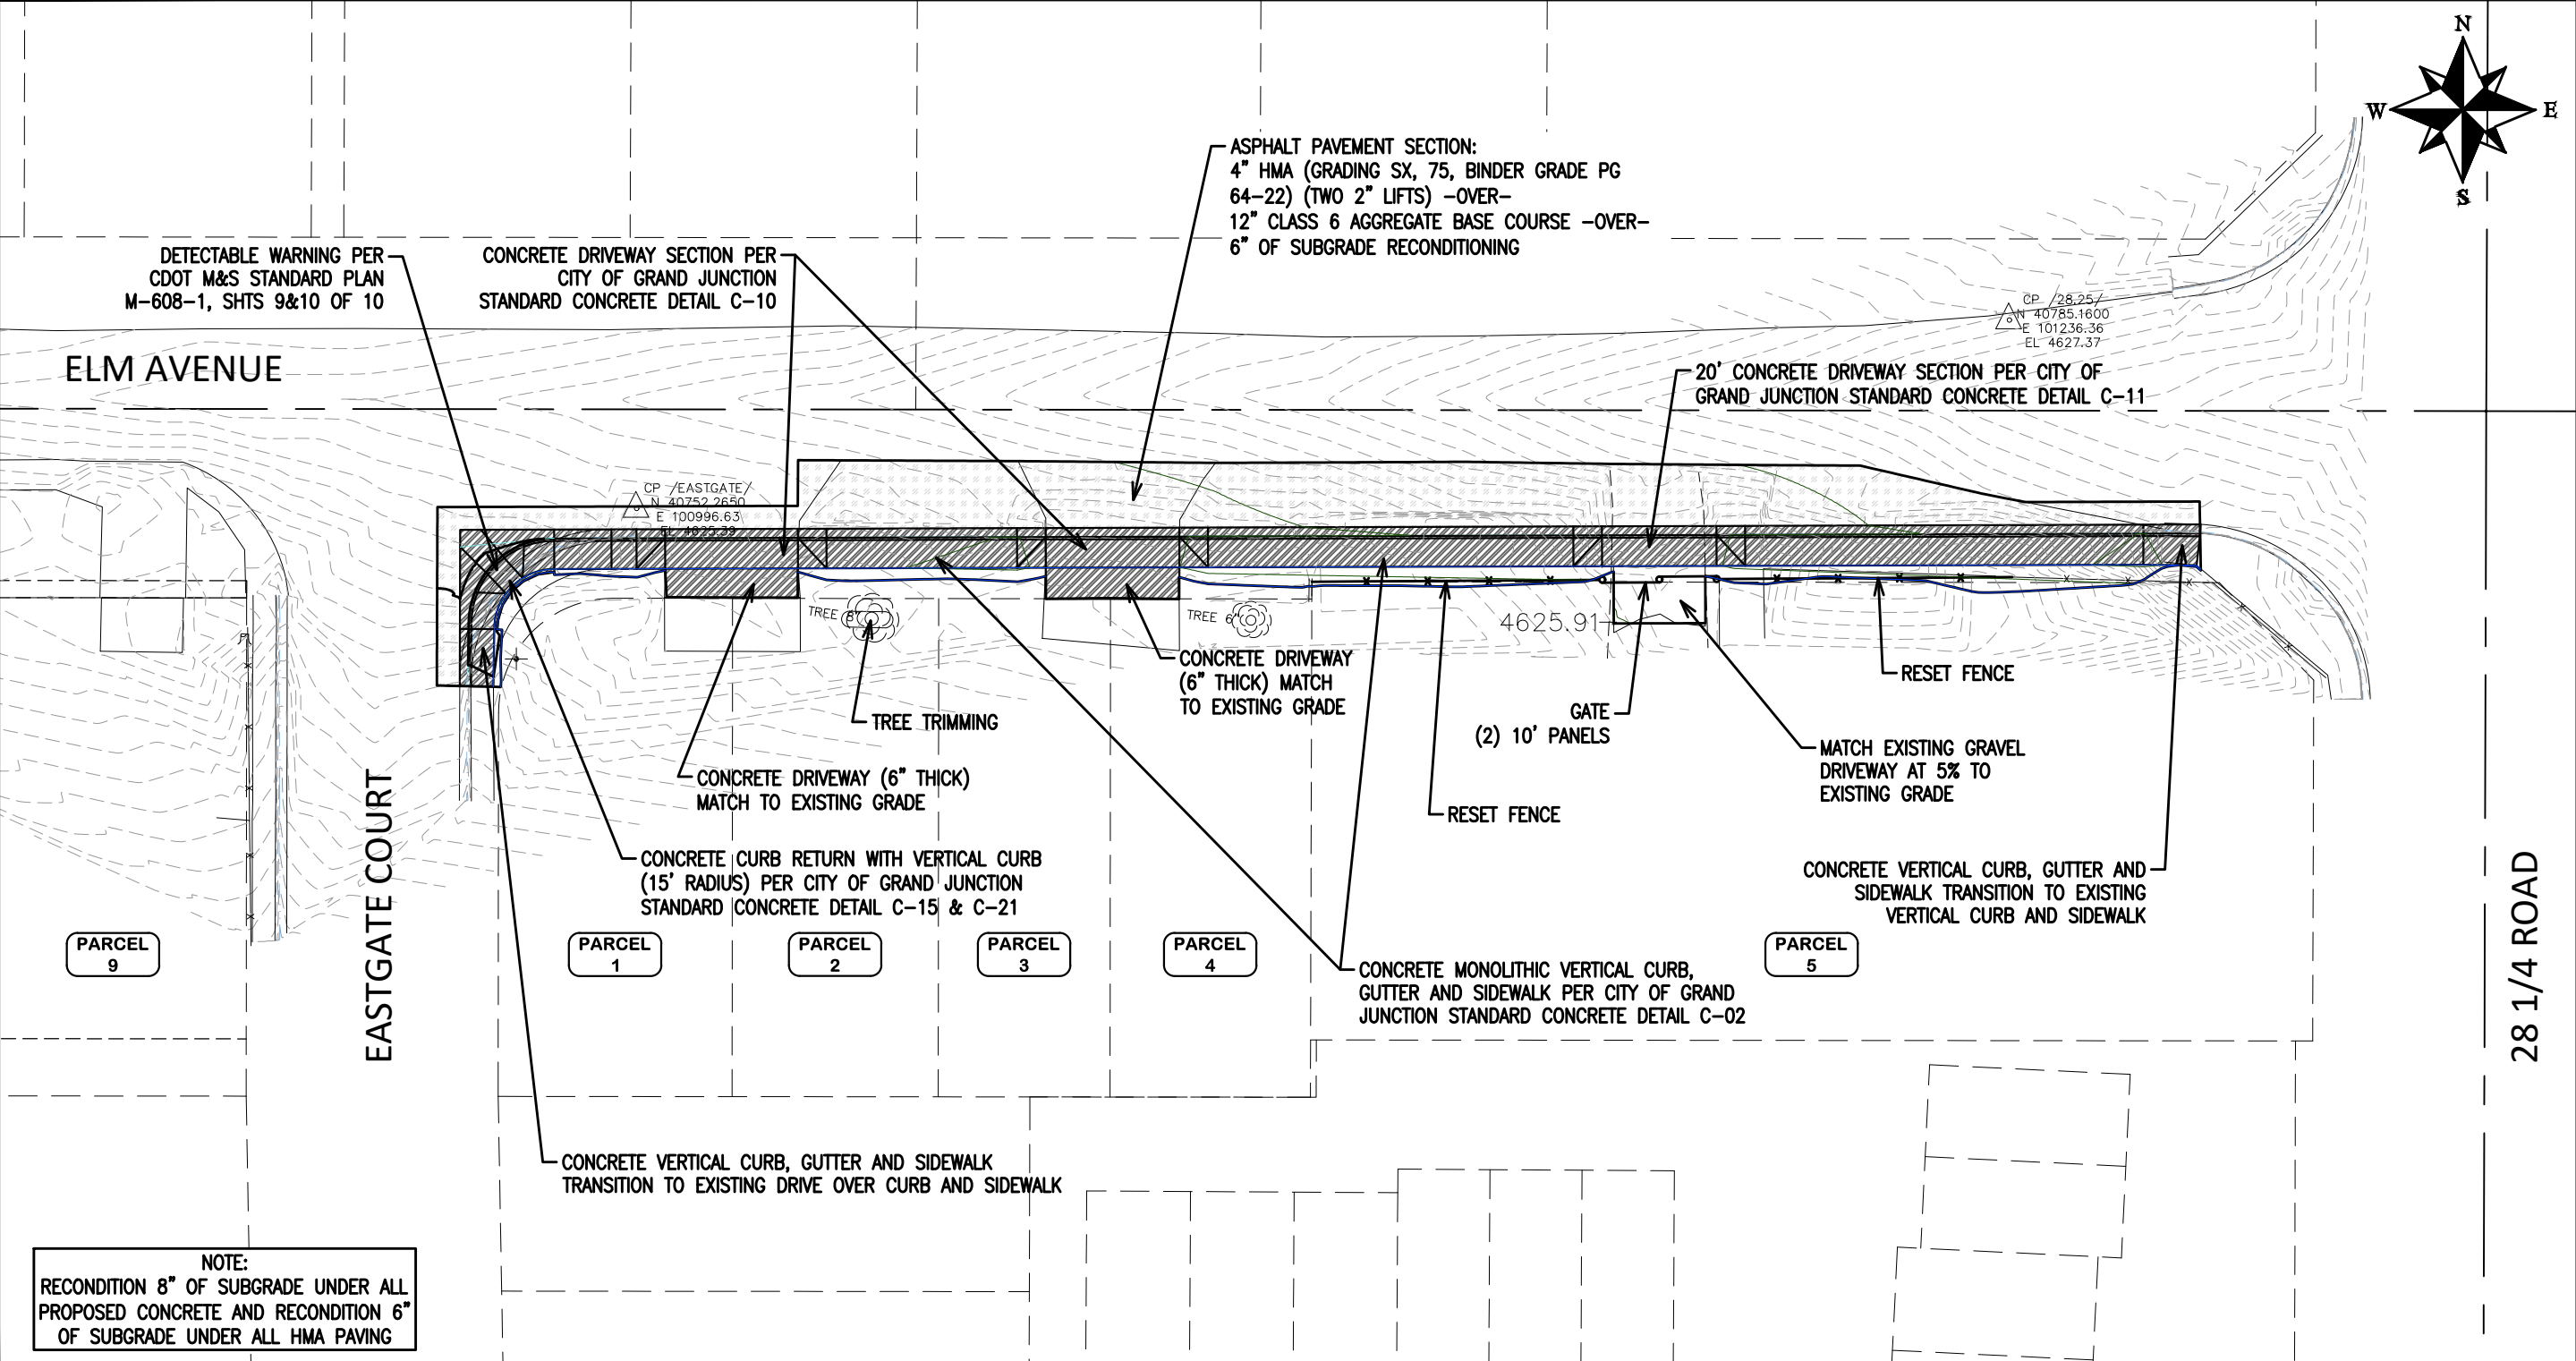 N
W
E
S
ASPHALT PAVEMENT SECTION:
4" HMA (GRADING SX, 75, BINDER GRADE PG
64-22) (TWO 2" LIFTS) -OVER-
12" CLASS 6 AGGREGATE BASE COURSE -OVER-
6" OF SUBGRADE RECONDITIONING
DETECTABLE WARNING PER
CDOT M&S STANDARD PLAN
M-608-1, SHTS 9&10 OF 10
CONCRETE DRIVEWAY SECTION PER
CITY OF GRAND JUNCTION
STANDARD CONCRETE DETAIL C-10
CP /28.25/
N 40785.1600
E 101236.36
EL 4627.37
ELM AVENUE
20' CONCRETE DRIVEWAY SECTION PER CITY OF
GRAND JUNCTION STANDARD CONCRETE DETAIL C-11
CP /EASTGATE/
N 40752.2650
E 100996.63
EL 4625.39
TREE 8"
TREE 6"
4625.91
CONCRETE DRIVEWAY
(6" THICK) MATCH
TO EXISTING GRADE
RESET FENCE
TREE TRIMMING
GATE
(2) 10' PANELS
MATCH EXISTING GRAVEL
DRIVEWAY AT 5% TO
EXISTING GRADE
CONCRETE DRIVEWAY (6" THICK)
MATCH TO EXISTING GRADE
RESET FENCE
EASTGATE COURT
CONCRETE CURB RETURN WITH VERTICAL CURB
(15' RADIUS) PER CITY OF GRAND JUNCTION
STANDARD CONCRETE DETAIL C-15 & C-21
CONCRETE VERTICAL CURB, GUTTER AND
SIDEWALK TRANSITION TO EXISTING
VERTICAL CURB AND SIDEWALK
28 1/4 ROAD
PARCEL
9
PARCEL
1
PARCEL
2
PARCEL
3
PARCEL
4
PARCEL
5
CONCRETE MONOLITHIC VERTICAL CURB,
GUTTER AND SIDEWALK PER CITY OF GRAND
JUNCTION STANDARD CONCRETE DETAIL C-02
CONCRETE VERTICAL CURB, GUTTER AND SIDEWALK
TRANSITION TO EXISTING DRIVE OVER CURB AND SIDEWALK
NOTE:
RECONDITION 8" OF SUBGRADE UNDER ALL
PROPOSED CONCRETE AND RECONDITION 6"
OF SUBGRADE UNDER ALL HMA PAVING